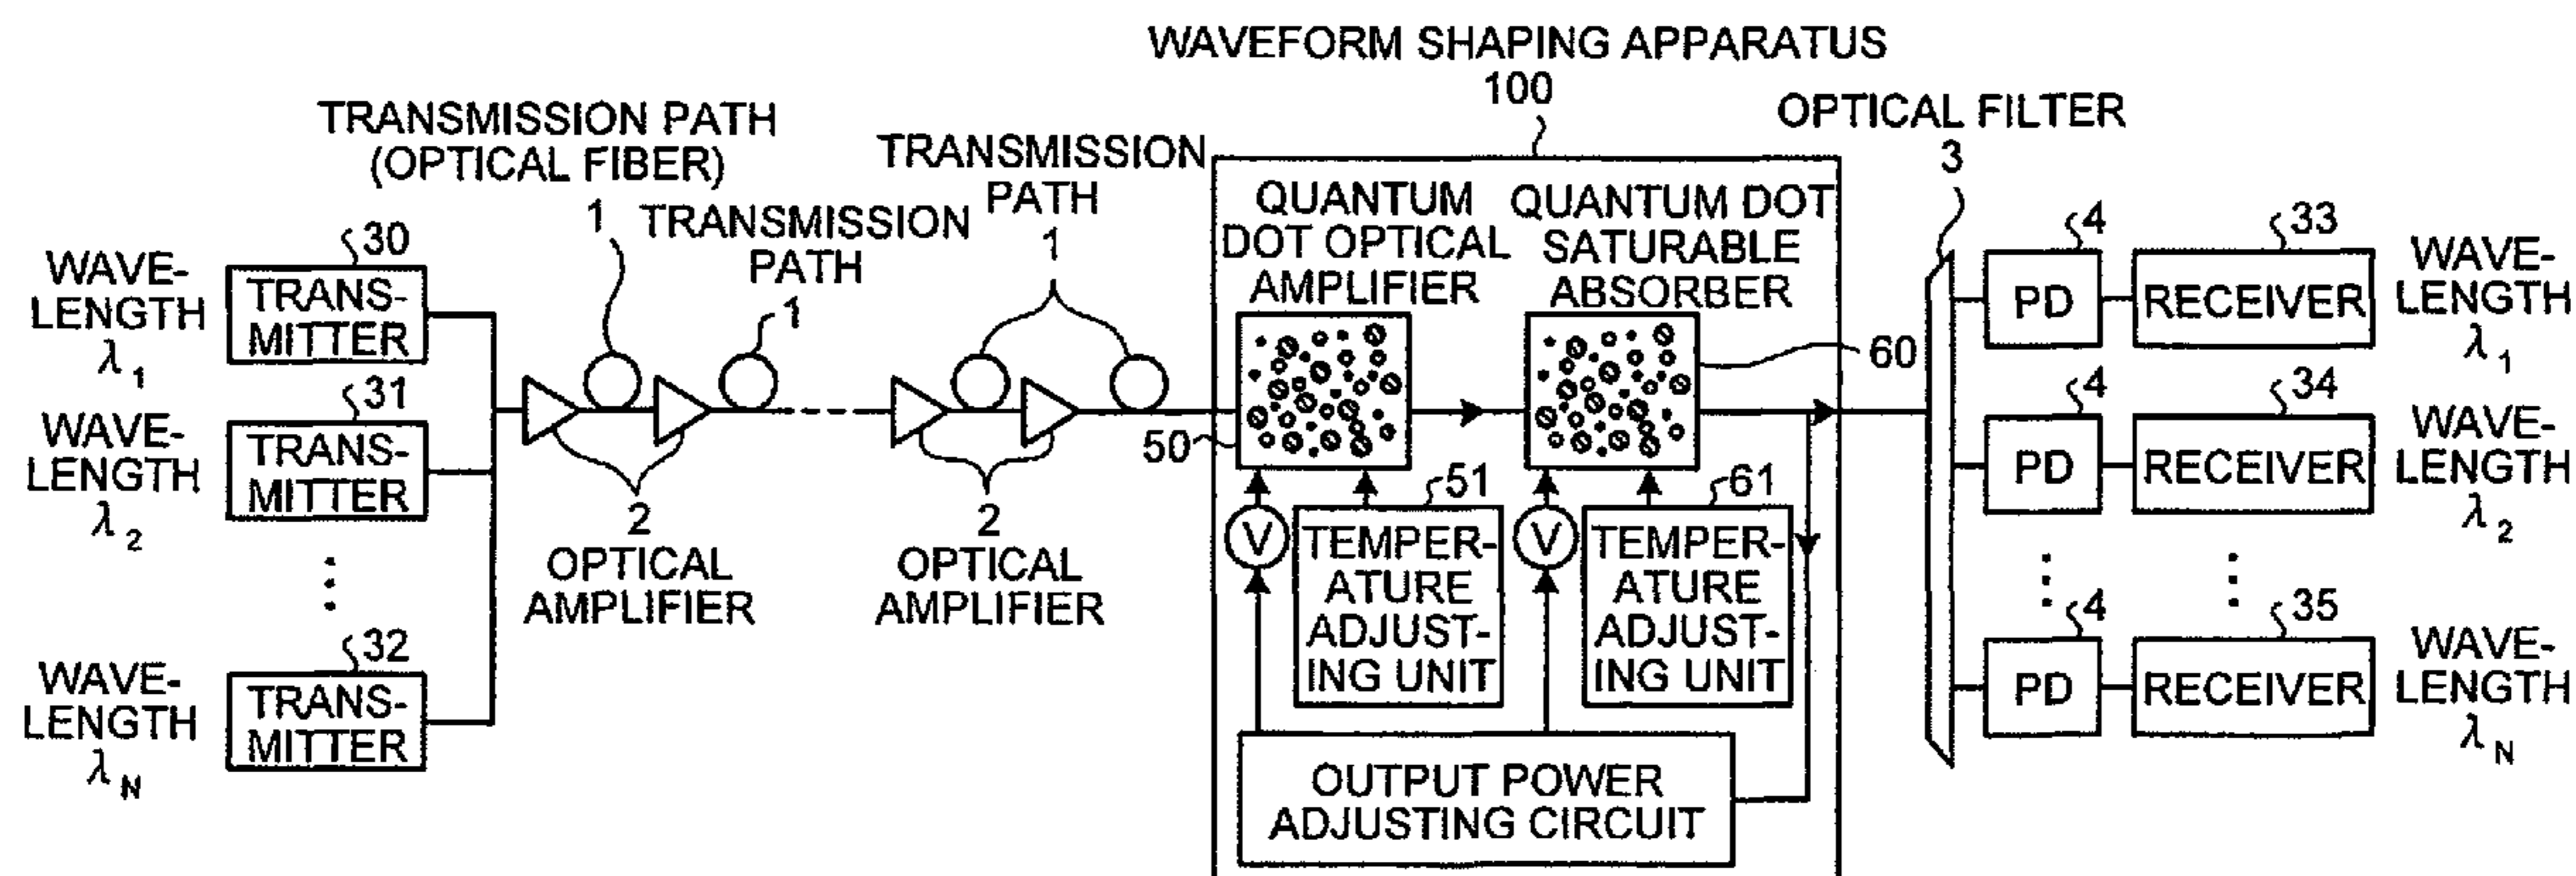 WAVEFORM SHAPING APPARATUS
100
OPTICAL FILTER
3
TRANSMISSION PATH
(OPTICAL FIBER)
1
TRANSMISSION
PATH
1
TRANSMISSION
PATH
1
WAVE-
LENGTH
λ1
30
TRANS-
MITTER
WAVE-
LENGTH
λ2
31
TRANS-
MITTER
WAVE-
LENGTH
λN
32
TRANS-
MITTER
2
OPTICAL
AMPLIFIER
2
OPTICAL
AMPLIFIER
QUANTUM
DOT OPTICAL
AMPLIFIER
50
QUANTUM DOT
SATURABLE
ABSORBER
60
V
51
TEMPER-
ATURE
ADJUST-
ING UNIT
V
61
TEMPER-
ATURE
ADJUST-
ING UNIT
OUTPUT POWER
ADJUSTING CIRCUIT
4
PD
33
RECEIVER
WAVE-
LENGTH
λ1
4
PD
34
RECEIVER
WAVE-
LENGTH
λ2
4
PD
35
RECEIVER
WAVE-
LENGTH
λN